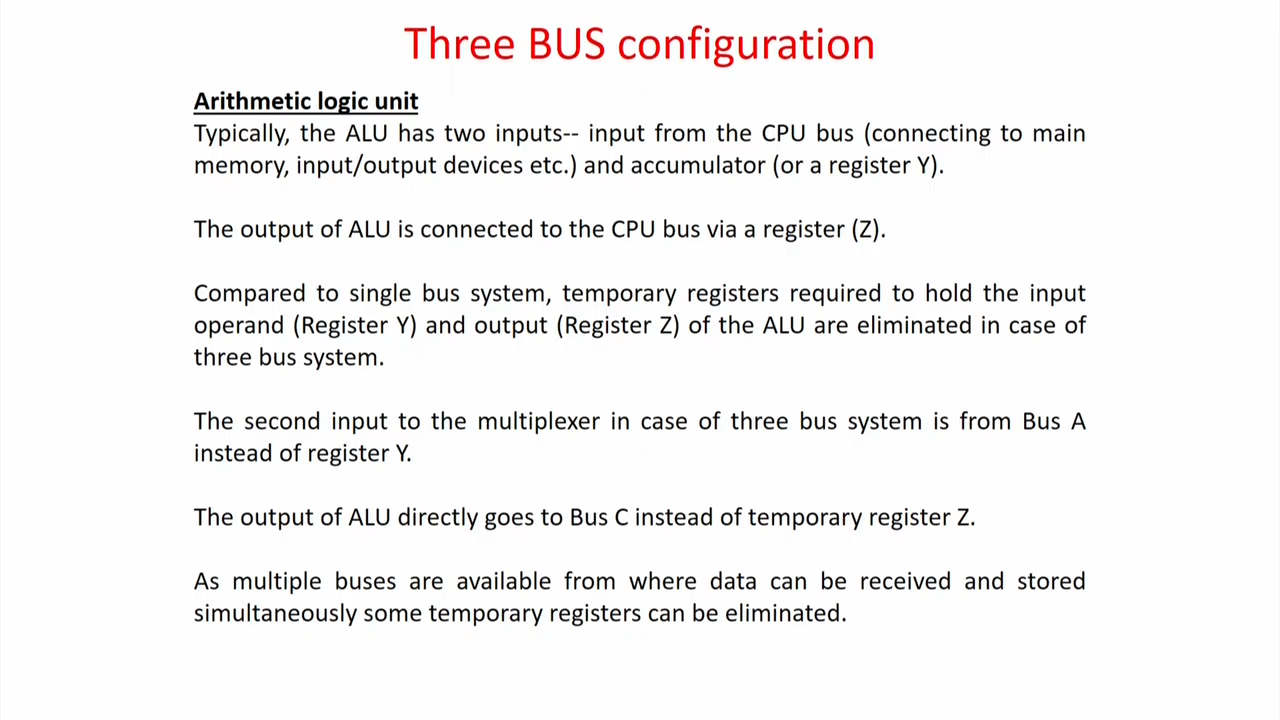 Three BUS configuration
Arithmetic logic unit
Typically, the ALU has two inputs-- input from the CPU bus (connecting to main
memory, input/output devices etc.) and accumulator (or a register Y).
The output of ALU is connected to the CPU bus via a register (Z).
Compared to single bus system, temporary registers required to hold the input
operand (Register Y) and output (Register Z) of the ALU are eliminated in case of
three bus system.
The second input to the multiplexer in case of three bus system is from Bus A
instead of register Y.
The output of ALU directly goes to Bus C instead of temporary register Z.
As multiple buses are available from where data can be received and stored
simultaneously some temporary registers can be eliminated.